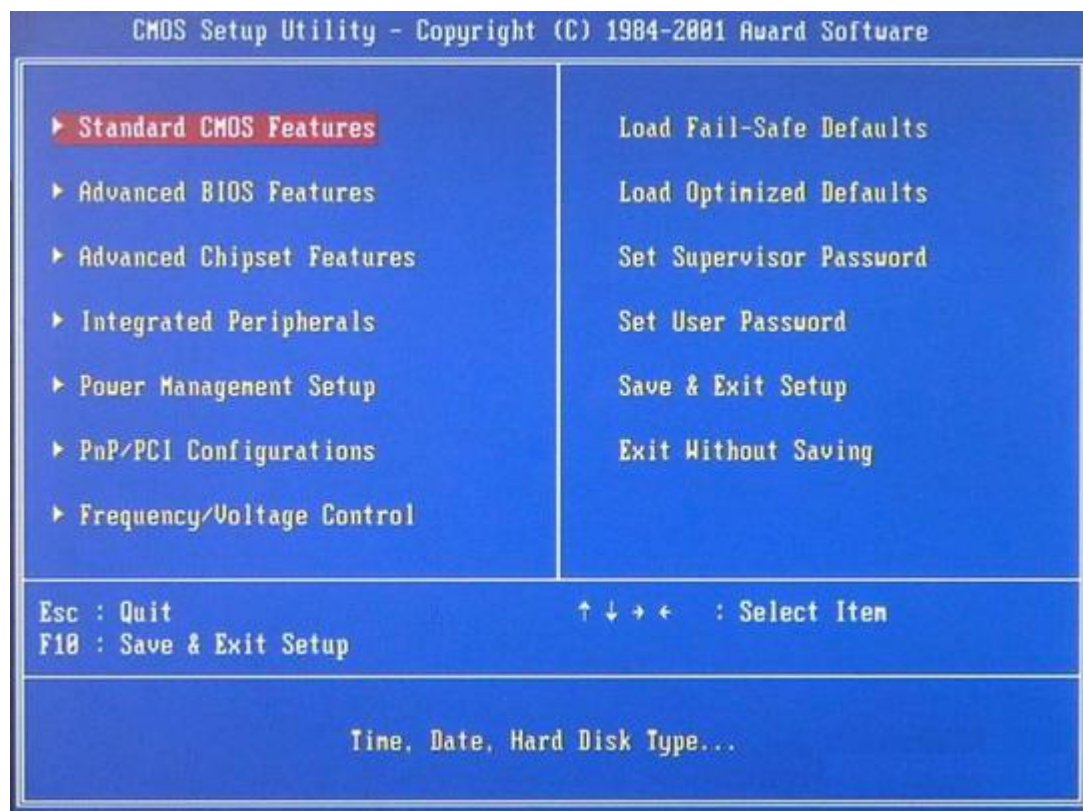 CMOS Setup Utility - Copyright (C) 1984-2001 Award Software
▶ Standard CMOS Features
▶ Advanced BIOS Features
▶ Advanced Chipset Features
▶ Integrated Peripherals
▶ Power Management Setup
▶ PnP/PCI Configurations
▶ Frequency/Voltage Control
Load Fail-Safe Defaults
Load Optimized Defaults
Set Supervisor Password
Set User Password
Save & Exit Setup
Exit Without Saving
Esc : Quit
F10 : Save & Exit Setup
↑ ↓ → ← : Select Item
Time, Date, Hard Disk Type...